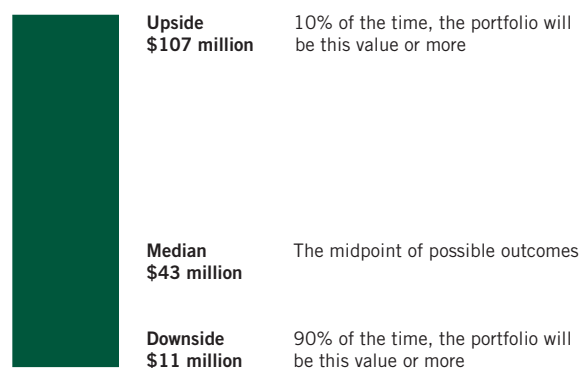 Upside 10% of the time, the portfolio will
$107 million be this value or more
Median The midpoint of possible outcomes
$43 million
Downside 90% of the time, the portfolio will
$11 million be this value or more